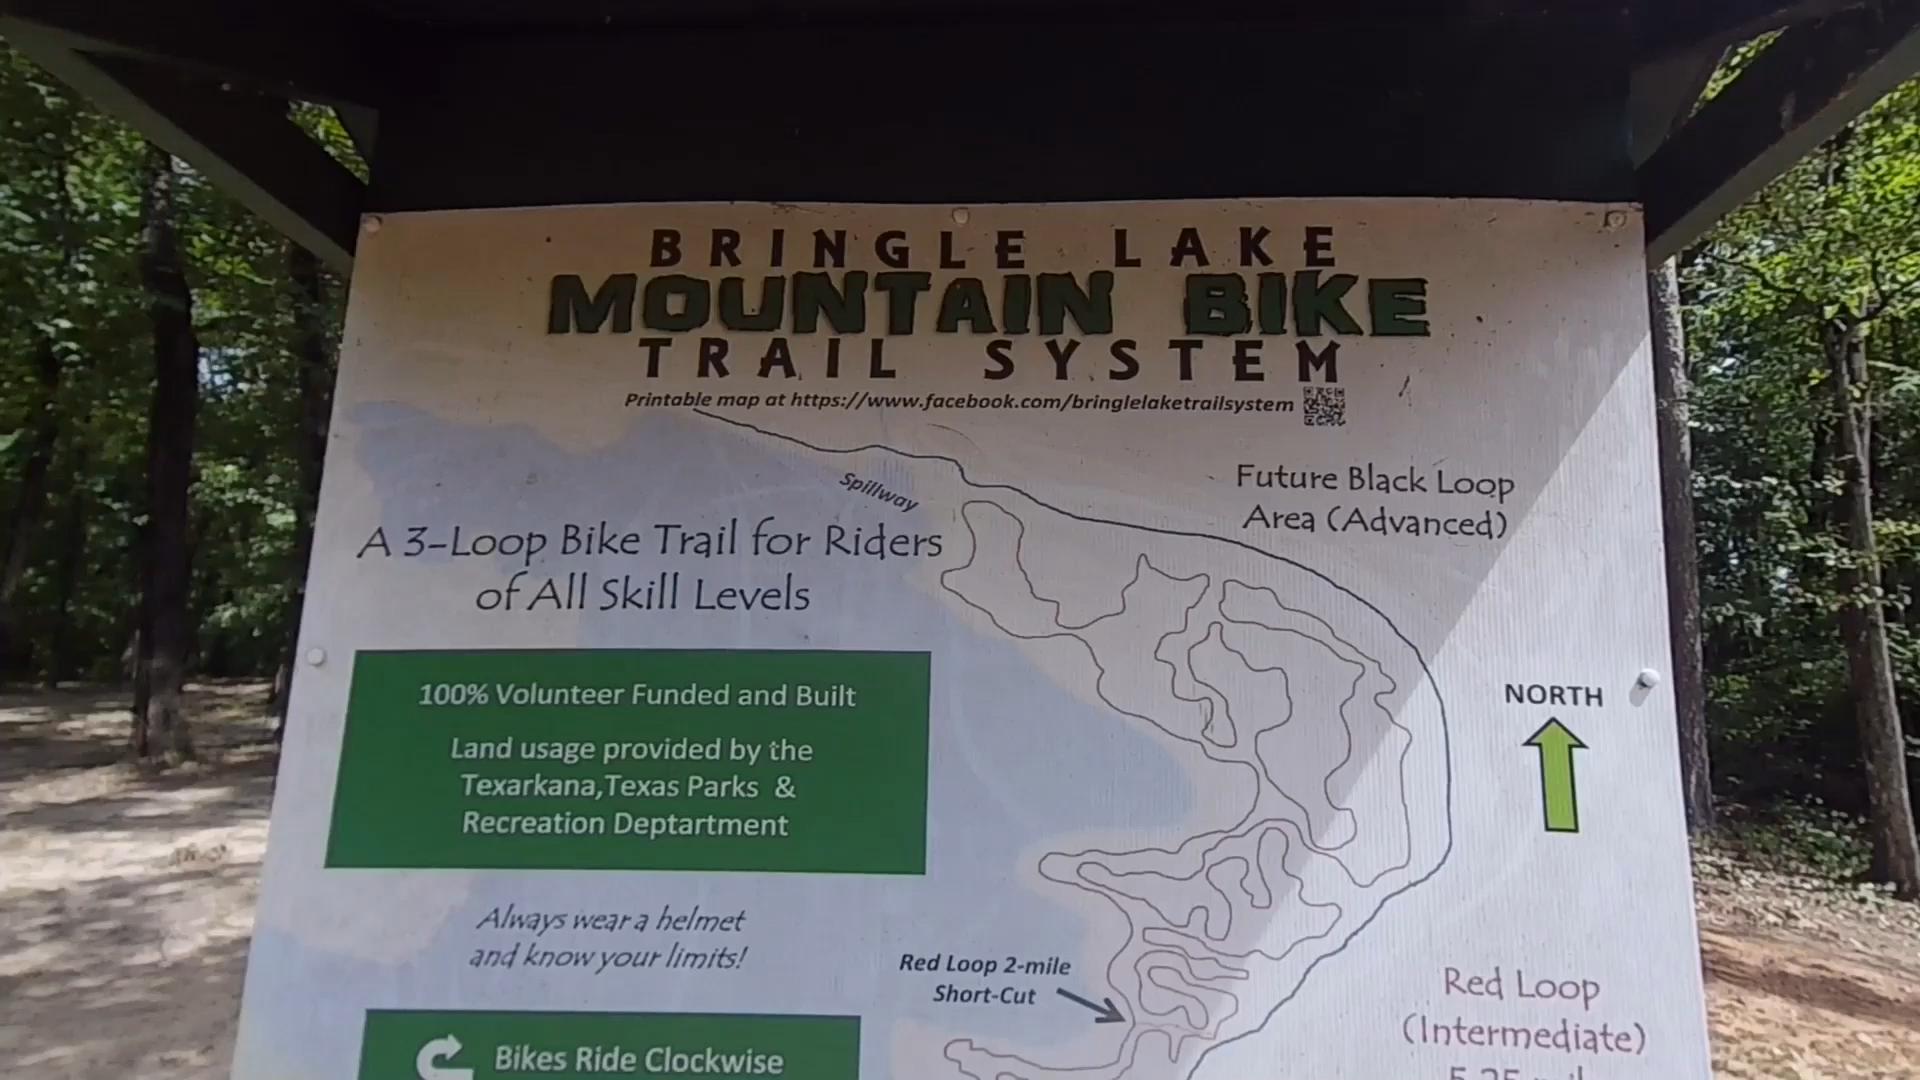 BRINGLE LAKE
MOUNTAIN BIKE
TRAIL SYSTEM
Printable map at https://www.facebook.com/bringlelaketrailsystem
Spillway
Future Black Loop
Area (Advanced)
A 3-Loop Bike Trail for Riders
of All Skill Levels
100% Volunteer Funded and Built
Land usage provided by the
Texarkana,Texas Parks &
Recreation Deptartment
NORTH
Always wear a helmet
and know your limits!
Red Loop 2-mile
Short-Cut
Red Loop
(Intermediate)
Bikes Ride Clockwise